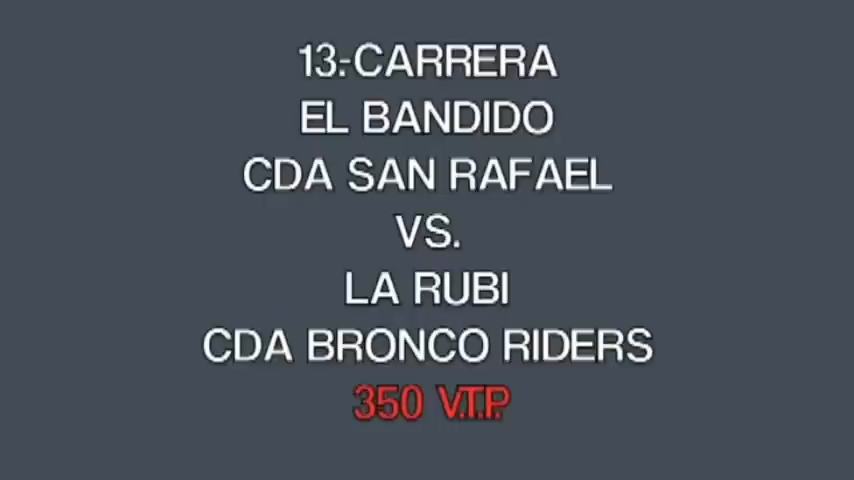 13.-CARRERA
EL BANDIDO
CDA SAN RAFAEL
VS.
LA RUBI
CDA BRONCO RIDERS
350 V.T.P.